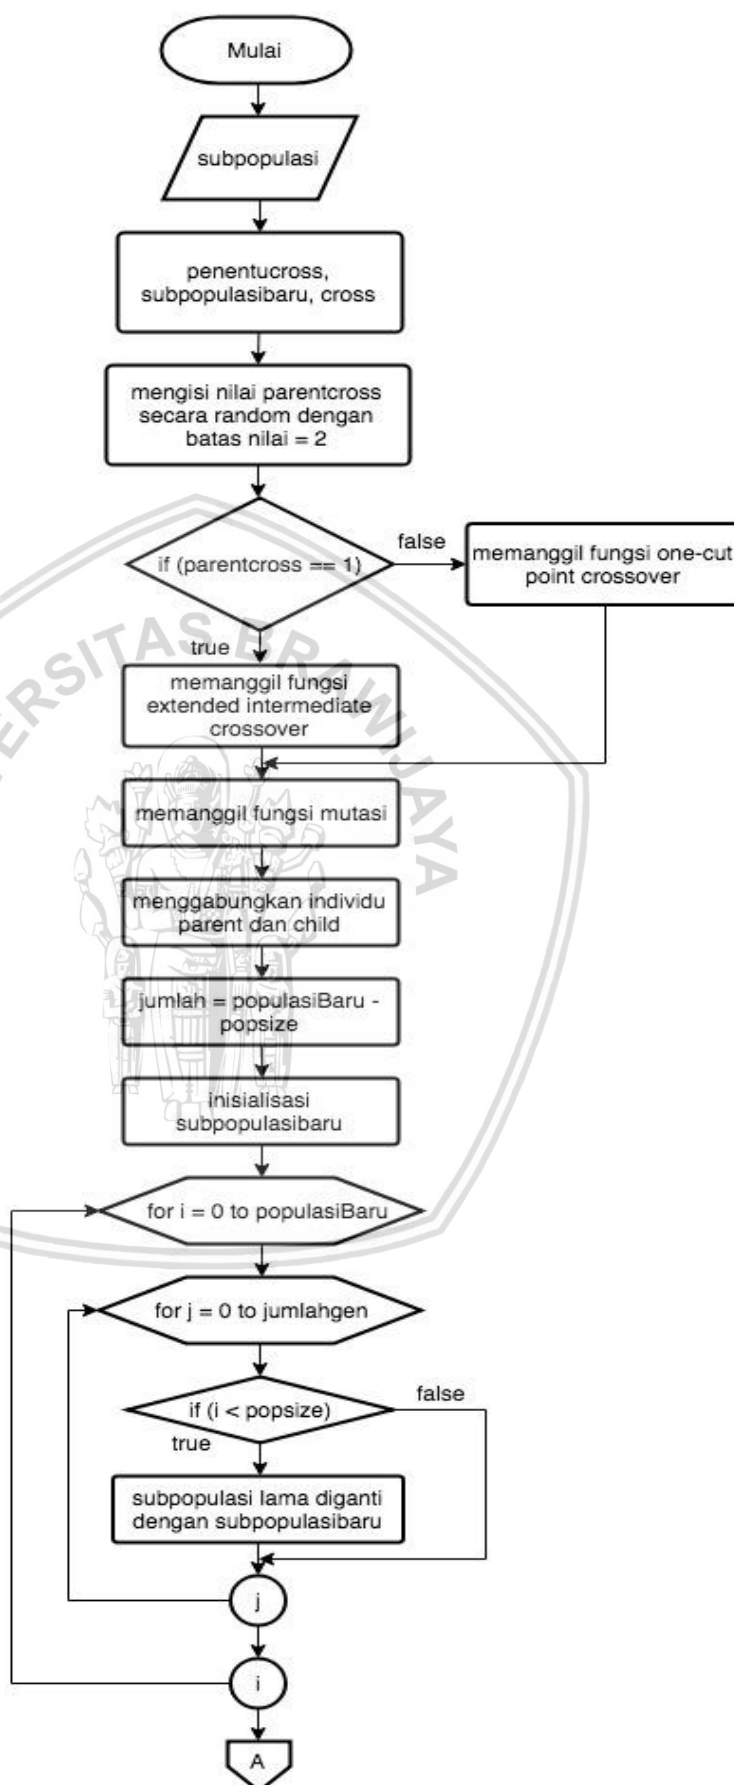 Mulai
subpopulasi
penentucross,
subpopulasibaru, cross
mengisi nilai parentcross
secara random dengan
batas nilai = 2
if (parentcross == 1)
false
memanggil fungsi one-cut
point crossover
true
memanggil fungsi
extended intermediate
crossover
memanggil fungsi mutasi
menggabungkan individu
parent dan child
jumlah = populasiBaru -
popsize
inisialisasi
subpopulasibaru
for i = 0 to populasiBaru
for j = 0 to jumlahgen
if (i < popsize)
false
true
subpopulasi lama diganti
dengan subpopulasibaru
j
i
A
ERSITAS BRAWIJAYA